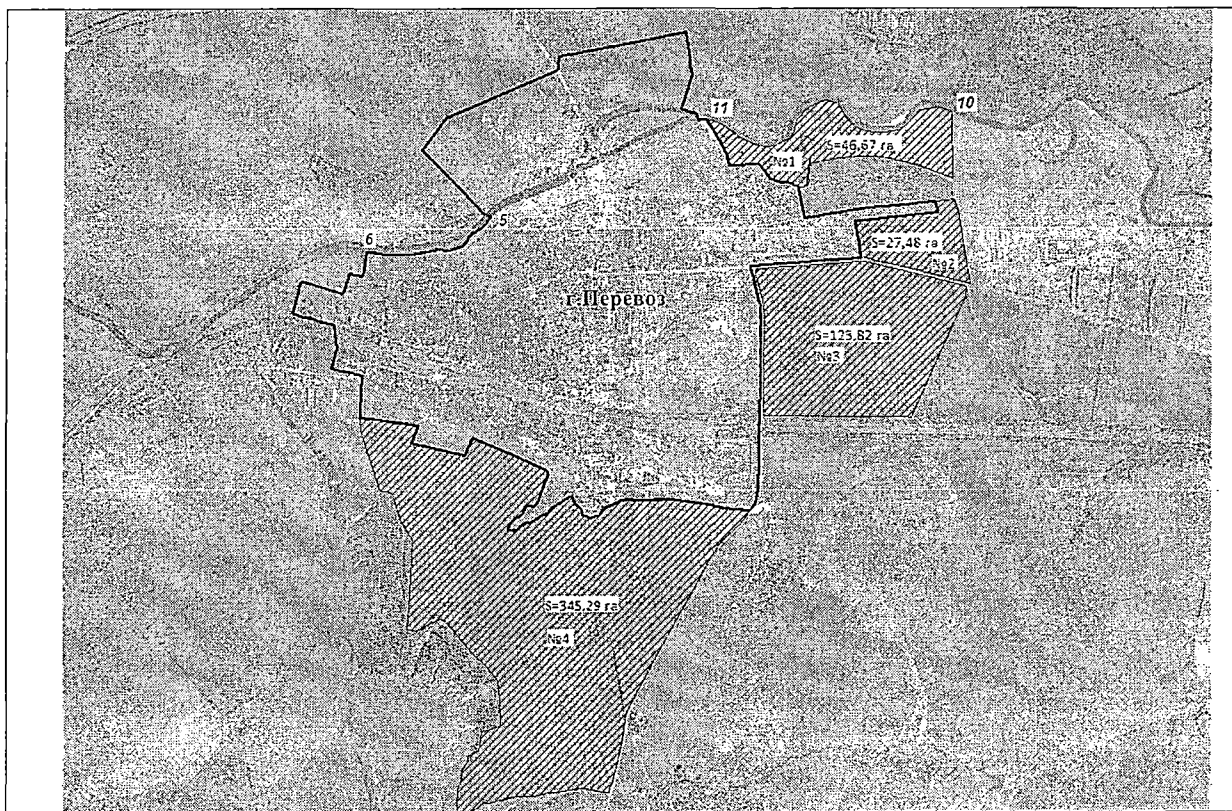 11
10
S=46,67 га
№1
5
6
S=27,48 га
№2
г.Перевоз
S=123,82 га
№3
S=345,29 га
№4